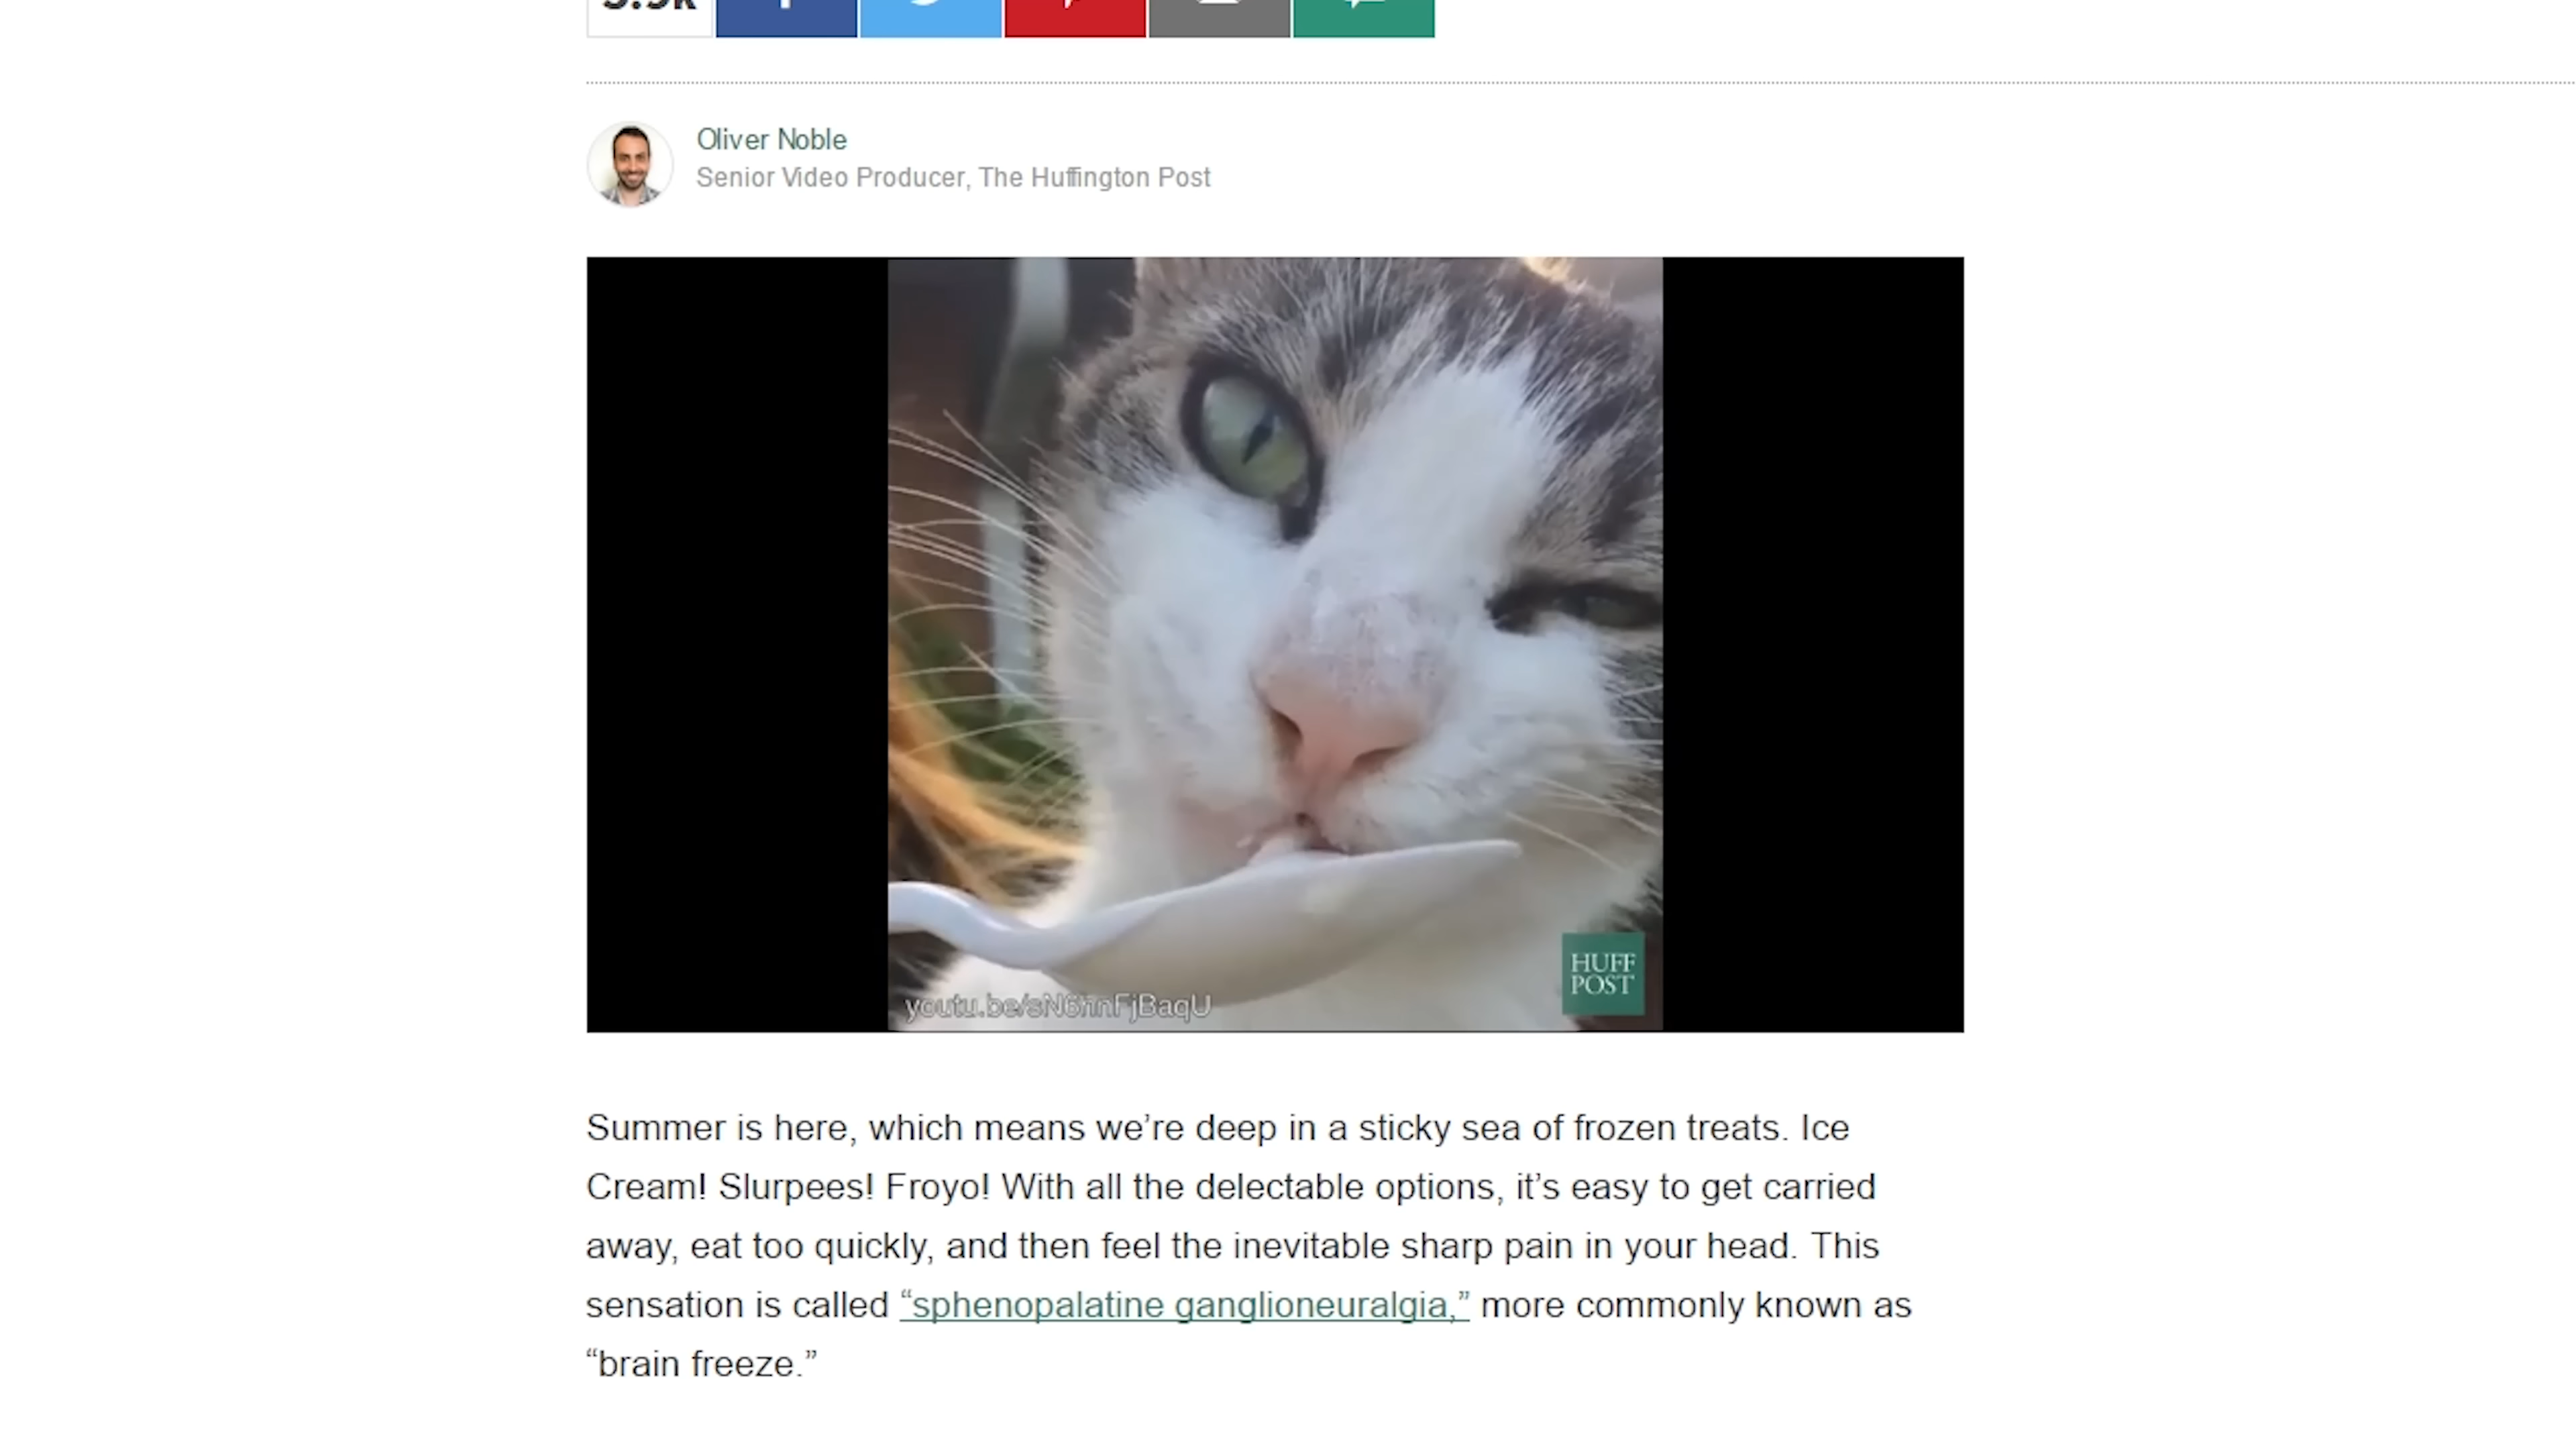 Oliver Noble
Senior Video Producer, The Huffington Post
HUFF
POST
youtu.be/sN6hnFjBaqU
Summer is here, which means we’re deep in a sticky sea of frozen treats. Ice
Cream! Slurpees! Froyo! With all the delectable options, it’s easy to get carried
away, eat too quickly, and then feel the inevitable sharp pain in your head. This
sensation is called “sphenopalatine ganglioneuralgia,” more commonly known as
“brain freeze.”